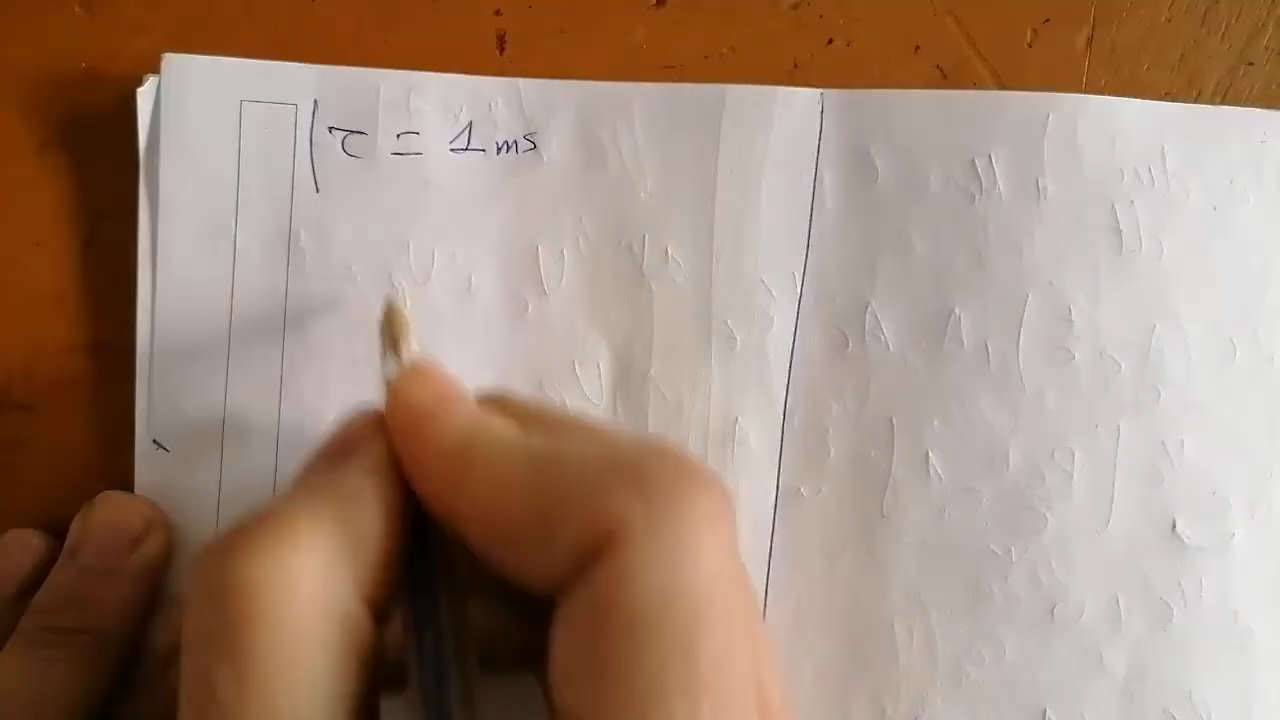 τ = 1 ms